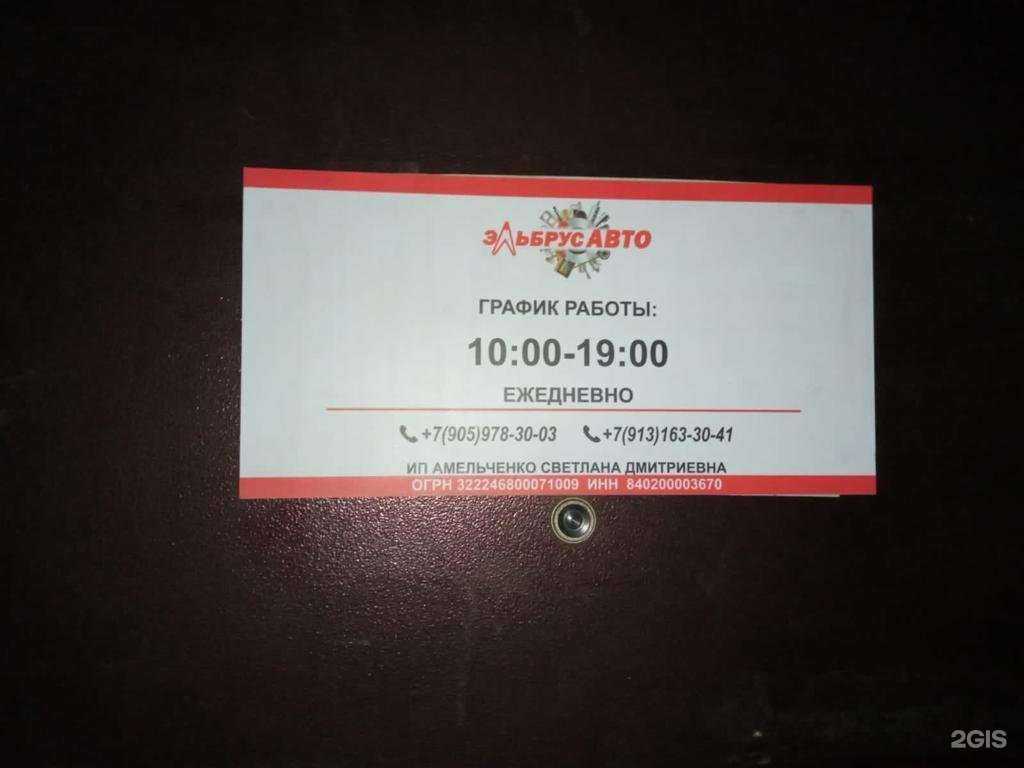 ЭЛЬБРУСАВТО
ГРАФИК РАБОТЫ:
10:00-19:00
ЕЖЕДНЕВНО
+7(905)978-30-03 +7(913)163-30-41
ИП АМЕЛЬЧЕНКО СВЕТЛАНА ДМИТРИЕВНА
ОГРН 322246800071009 ИНН 840200003670
2GIS